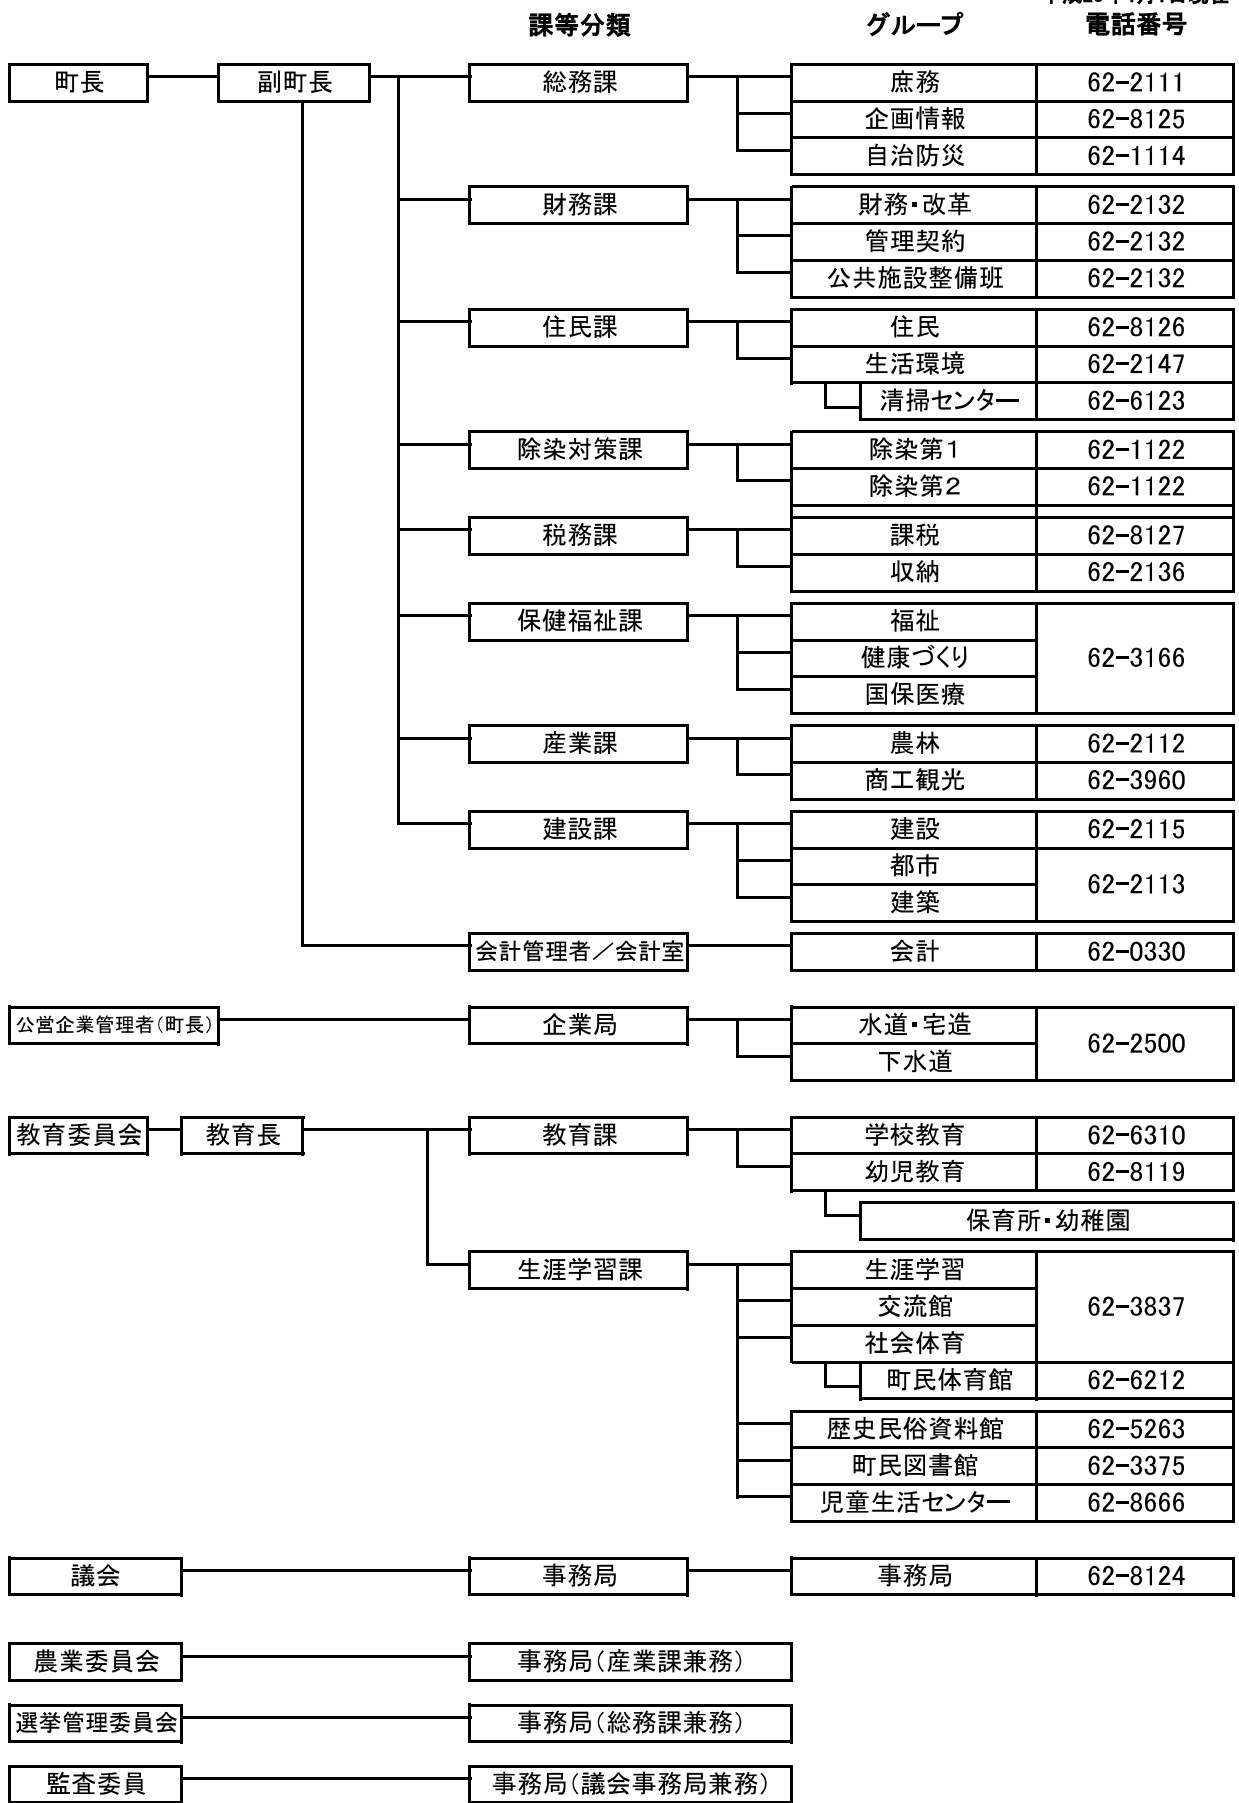 課等分類 グループ 電話番号
町長 副町長 総務課 庶務 62-2111
企画情報 62-8125
自治防災 62-1114
財務課 財務・改革 62-2132
管理契約 62-2132
公共施設整備班 62-2132
住民課 住民 62-8126
生活環境 62-2147
清掃センター 62-6123
除染対策課 除染第1 62-1122
除染第2 62-1122
税務課 課税 62-8127
収納 62-2136
保健福祉課 福祉
健康づくり 62-3166
国保医療
産業課 農林 62-2112
商工観光 62-3960
建設課 建設 62-2115
都市 62-2113
建築
会計管理者／会計室 会計 62-0330
公営企業管理者(町長) 企業局 水道・宅造 62-2500
下水道
教育委員会 教育長 教育課 学校教育 62-6310
幼児教育 62-8119
保育所・幼稚園
生涯学習課 生涯学習
交流館 62-3837
社会体育
町民体育館 62-6212
歴史民俗資料館 62-5263
町民図書館 62-3375
児童生活センター 62-8666
議会 事務局 事務局 62-8124
農業委員会 事務局(産業課兼務)
選挙管理委員会 事務局(総務課兼務)
監査委員 事務局(議会事務局兼務)